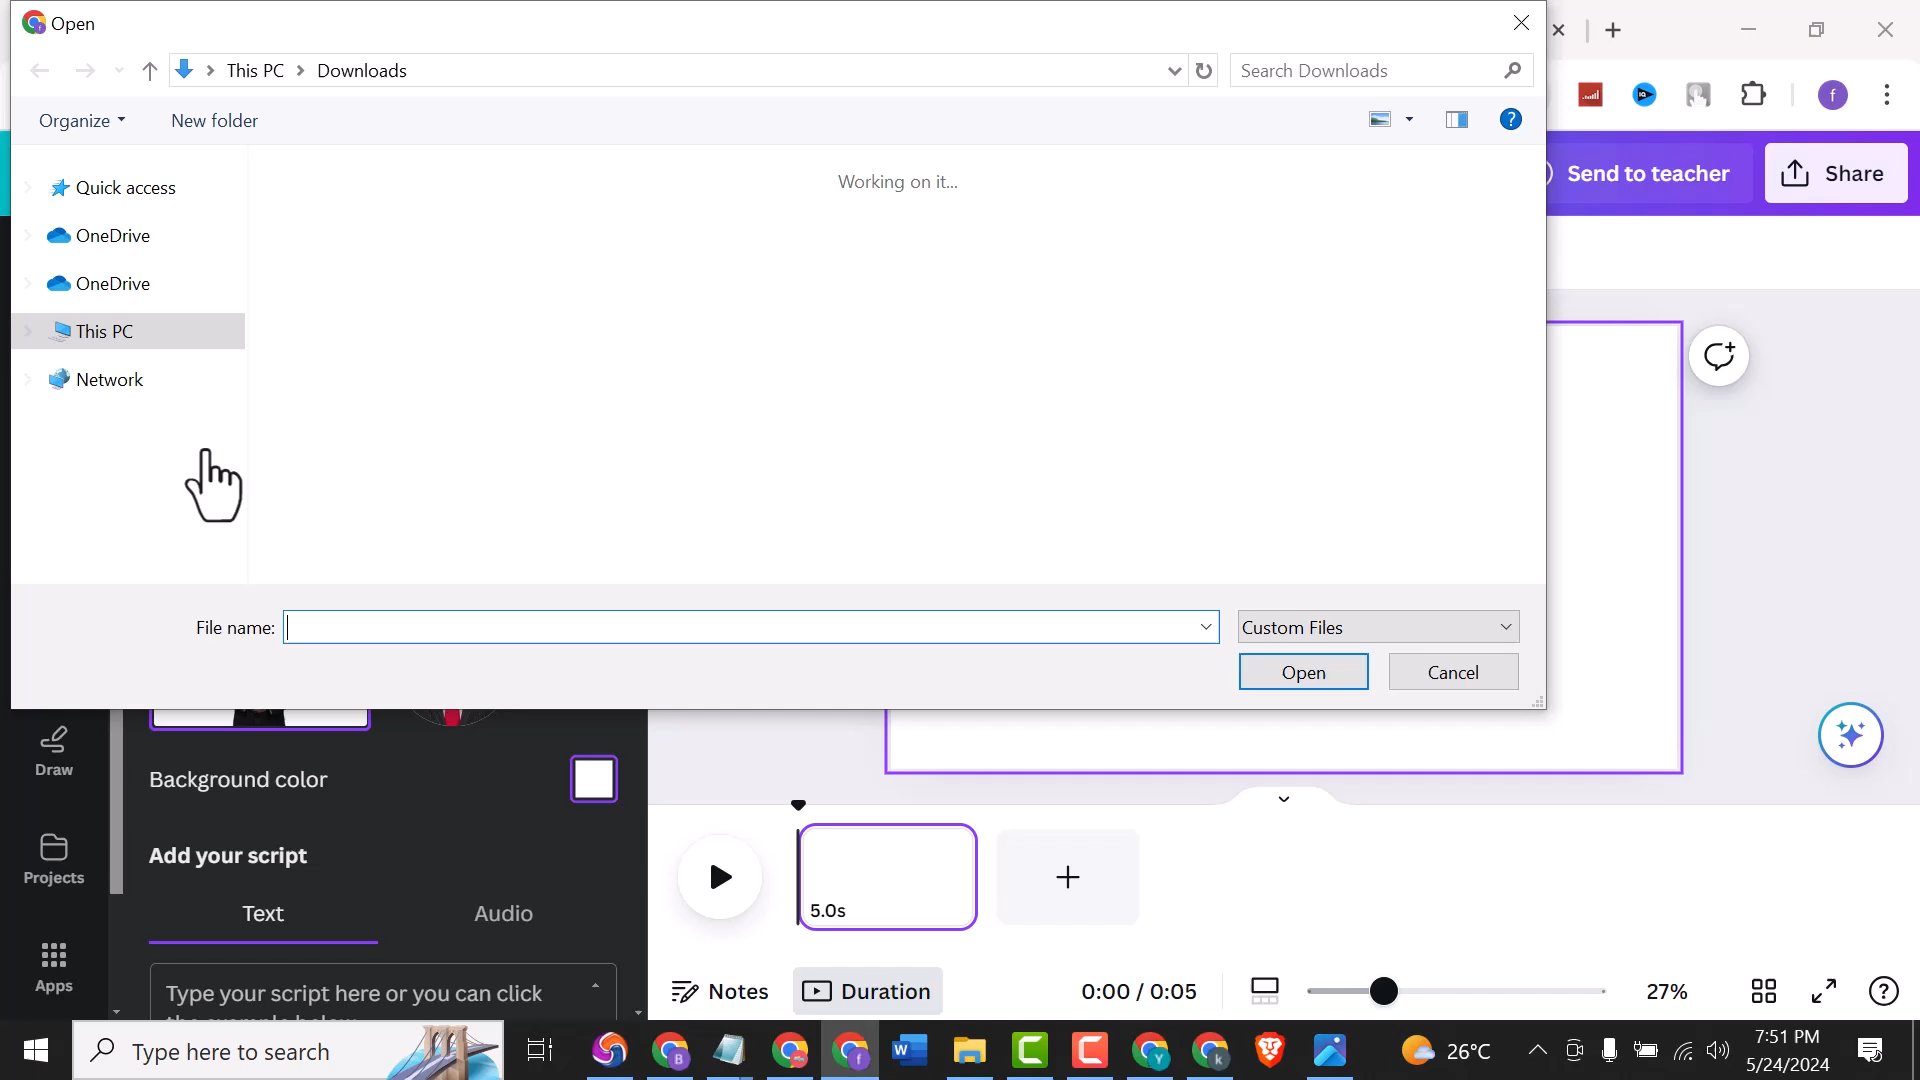 Open
This PC
Downloads
Search Downloads
Organize
New folder
Quick access
OneDrive
OneDrive
This PC
Network
Working on it...
File name:
Custom Files
Open
Cancel
f
Send to teacher
Share
Draw
Projects
Apps
Background color
Add your script
Text
Audio
Type your script here or you can click
the example below
5.0s
Notes
Duration
0:00 / 0:05
27%
Type here to search
26°C
7:51 PM
5/24/2024